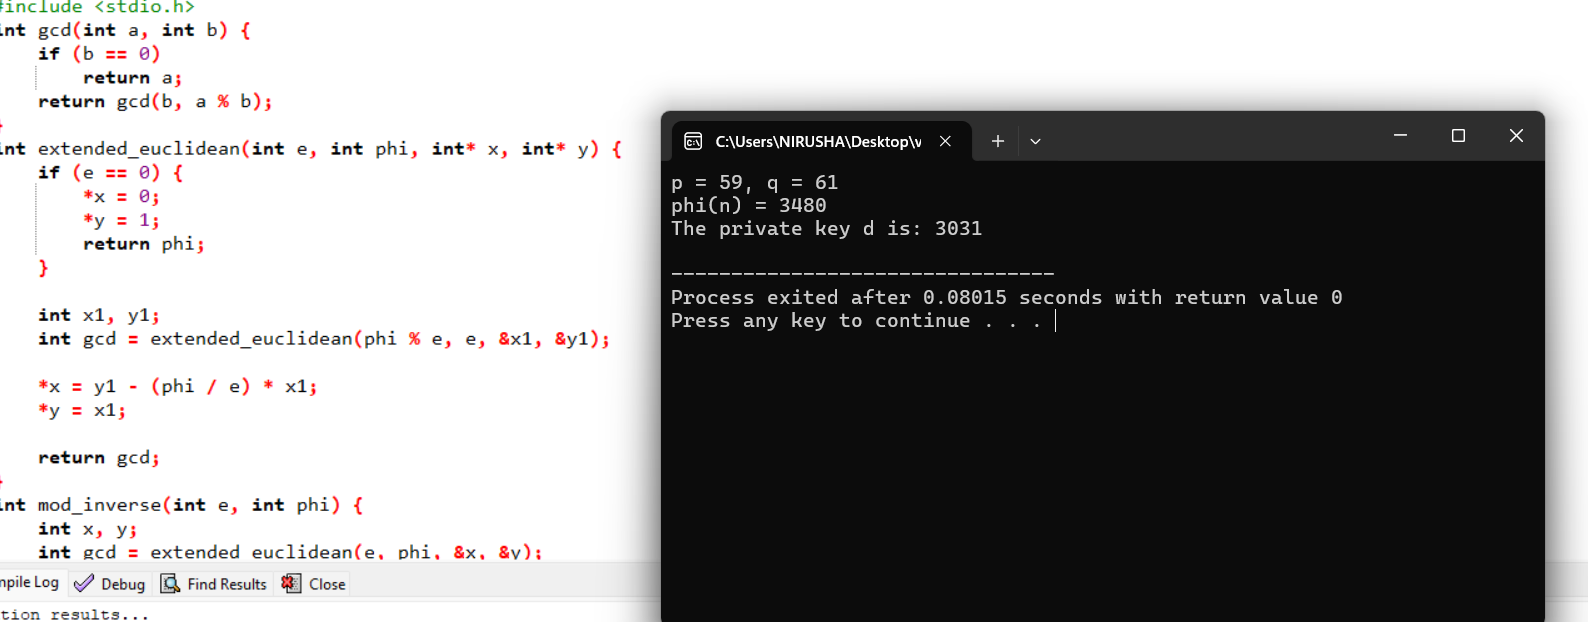 #include <stdio.h>
int gcd(int a, int b) {
if (b == 0)
return a;
return gcd(b, a % b);
}
int extended_euclidean(int e, int phi, int* x, int* y) {
if (e == 0) {
*x = 0;
*y = 1;
return phi;
}
int x1, y1;
int gcd = extended_euclidean(phi % e, e, &x1, &y1);
*x = y1 - (phi / e) * x1;
*y = x1;
return gcd;
}
int mod_inverse(int e, int phi) {
int x, y;
int gcd = extended_euclidean(e, phi, &x, &y);
mpile Log Debug Find Results Close
tion results...
C:\Users\NIRUSHA\Desktop\v
p = 59, q = 61
phi(n) = 3480
The private key d is: 3031
--------------------------------
Process exited after 0.08015 seconds with return value 0
Press any key to continue . . .